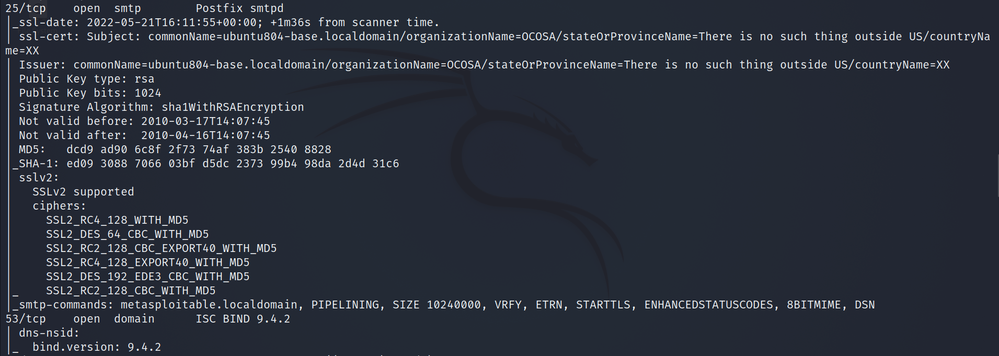 25/tcp    open  smtp        Postfix smtpd
|_ssl-date: 2022-05-21T16:11:55+00:00; +1m36s from scanner time.
| ssl-cert: Subject: commonName=ubuntu804-base.localdomain/organizationName=OCOSA/stateOrProvinceName=There is no such thing outside US/countryNa
me=XX
| Issuer: commonName=ubuntu804-base.localdomain/organizationName=OCOSA/stateOrProvinceName=There is no such thing outside US/countryName=XX
| Public Key type: rsa
| Public Key bits: 1024
| Signature Algorithm: sha1WithRSAEncryption
| Not valid before: 2010-03-17T14:07:45
| Not valid after:  2010-04-16T14:07:45
| MD5:   dcd9 ad90 6c8f 2f73 74af 383b 2540 8828
|_SHA-1: ed09 3088 7066 03bf d5dc 2373 99b4 98da 2d4d 31c6
| sslv2:
|   SSLv2 supported
|   ciphers:
|     SSL2_RC4_128_WITH_MD5
|     SSL2_DES_64_CBC_WITH_MD5
|     SSL2_RC2_128_CBC_EXPORT40_WITH_MD5
|     SSL2_RC4_128_EXPORT40_WITH_MD5
|     SSL2_DES_192_EDE3_CBC_WITH_MD5
|_    SSL2_RC2_128_CBC_WITH_MD5
|_smtp-commands: metasploitable.localdomain, PIPELINING, SIZE 10240000, VRFY, ETRN, STARTTLS, ENHANCEDSTATUSCODES, 8BITMIME, DSN
53/tcp    open  domain      ISC BIND 9.4.2
| dns-nsid:
|_  bind.version: 9.4.2